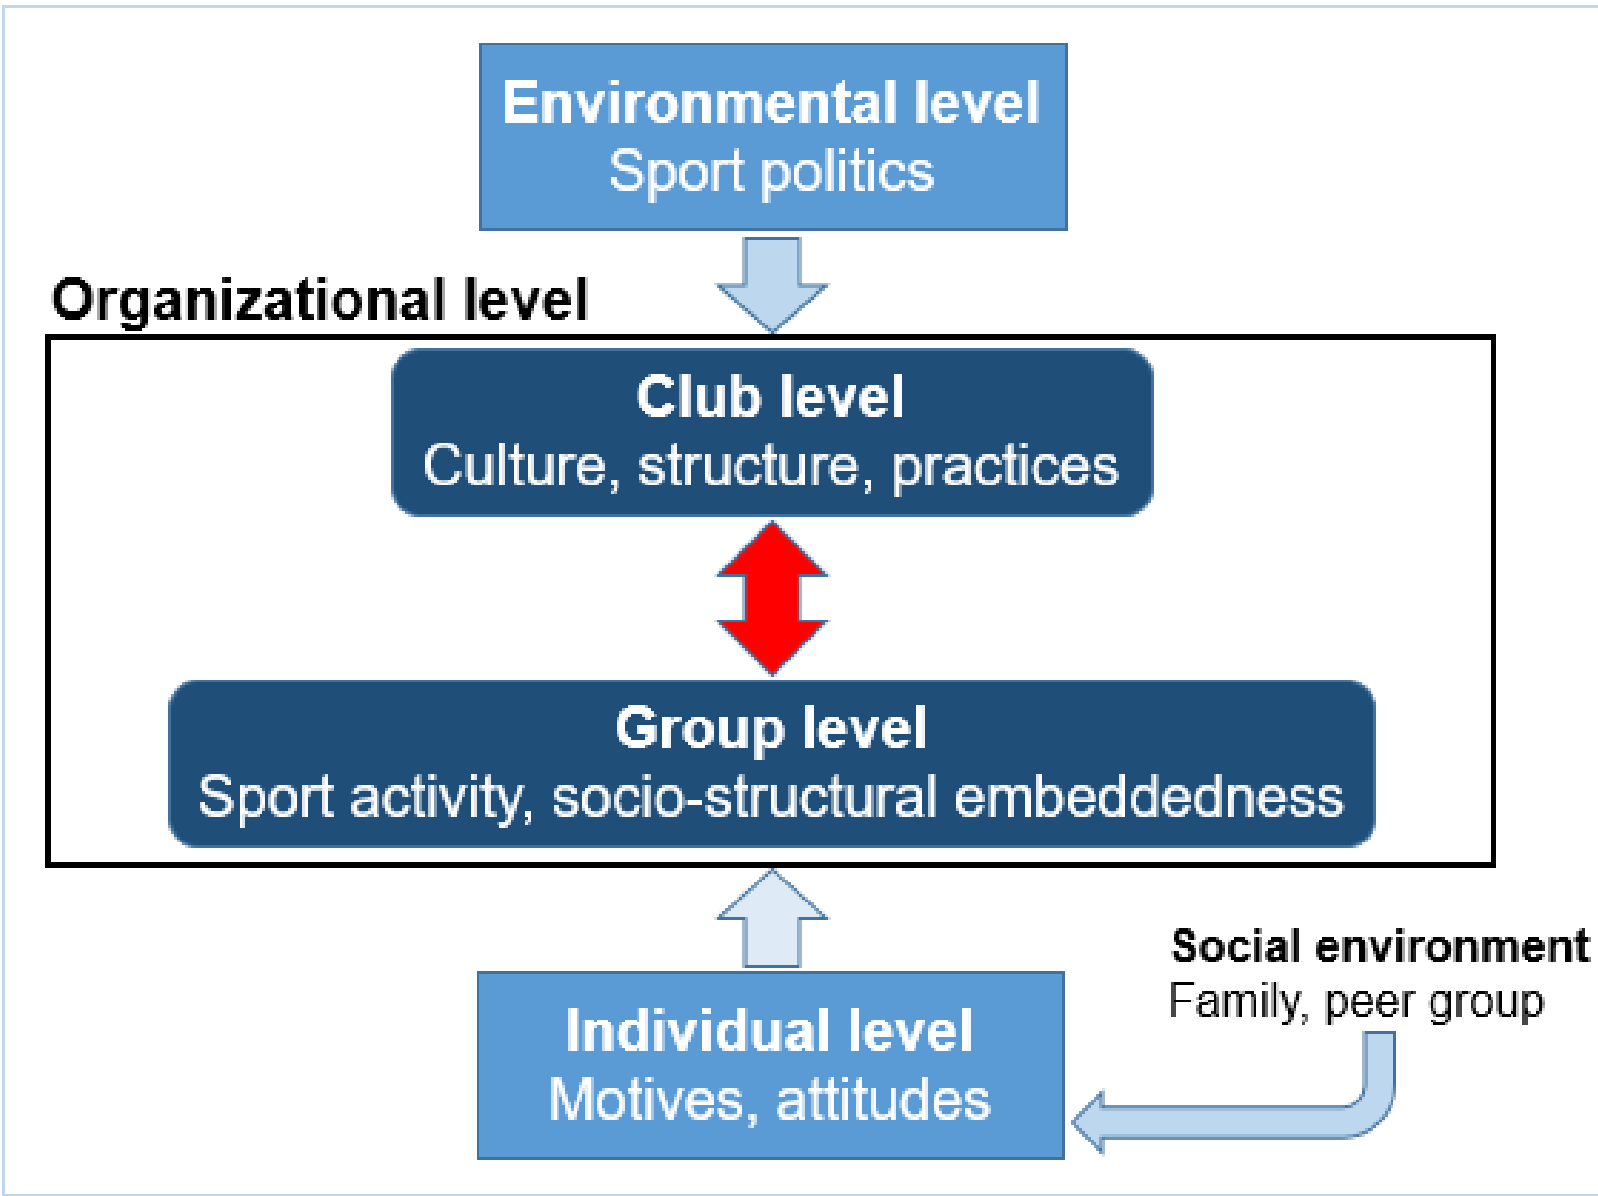 Environmental level
Sport politics
Organizational level
Club level
Culture, structure, practices
Group level
Sport activity, socio-structural embeddedness
Social environment
Family, peer group
Individual level
Motives, attitudes